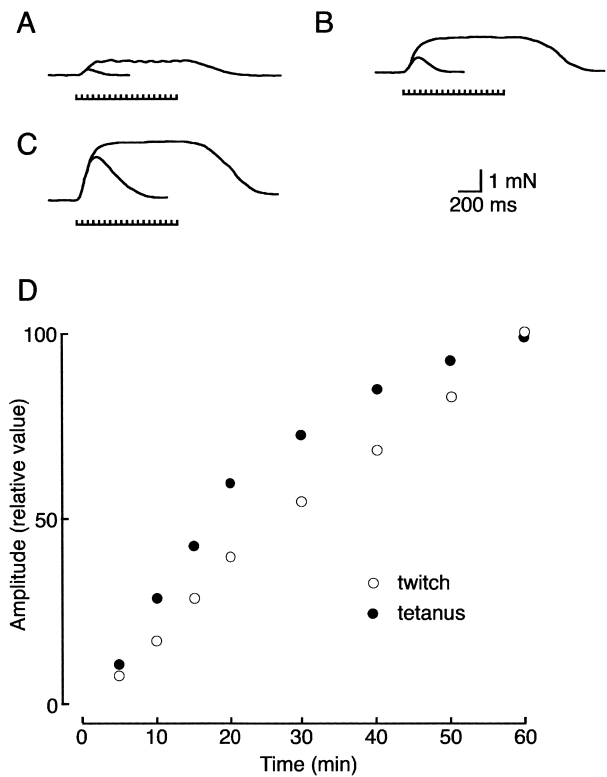 A
B
C
1 mN
200 ms
D
100
50
0
Amplitude (relative value)
twitch
tetanus
0 10 20 30 40 50 60
Time (min)